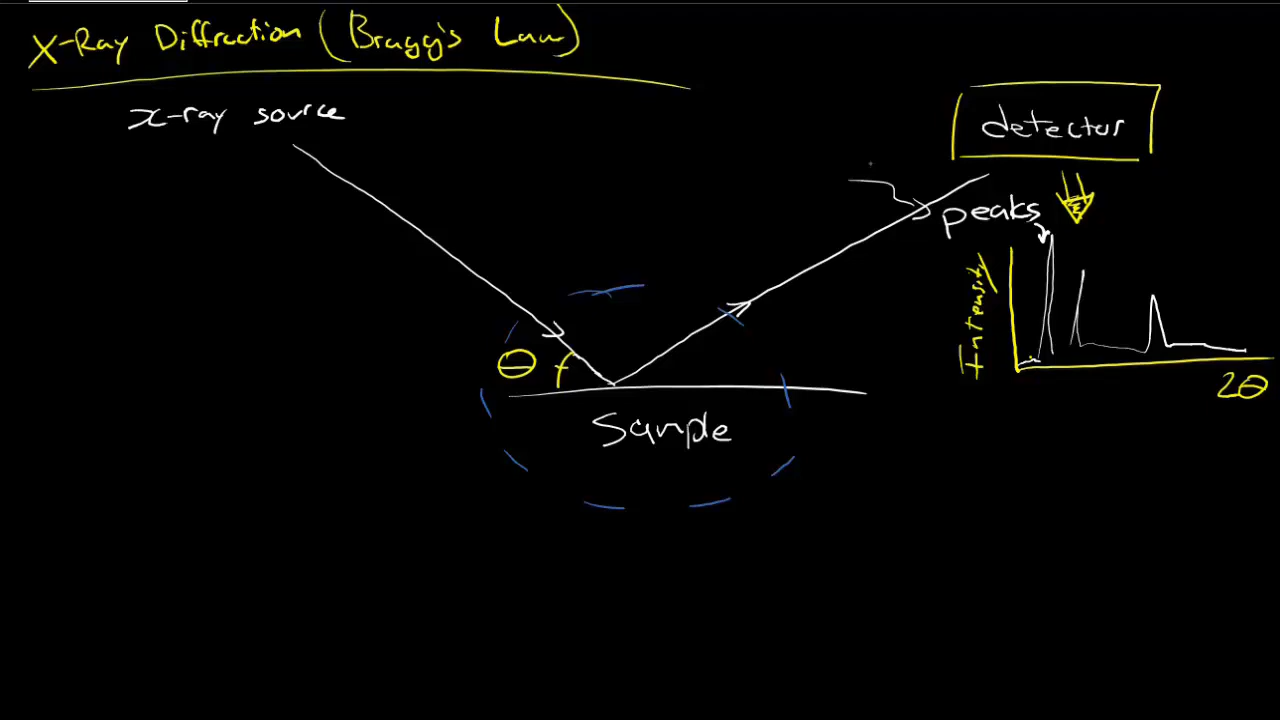 X-Ray Diffraction (Bragg's Law)
x-ray source
detector
peaks
Intensity
θ
2θ
Sample